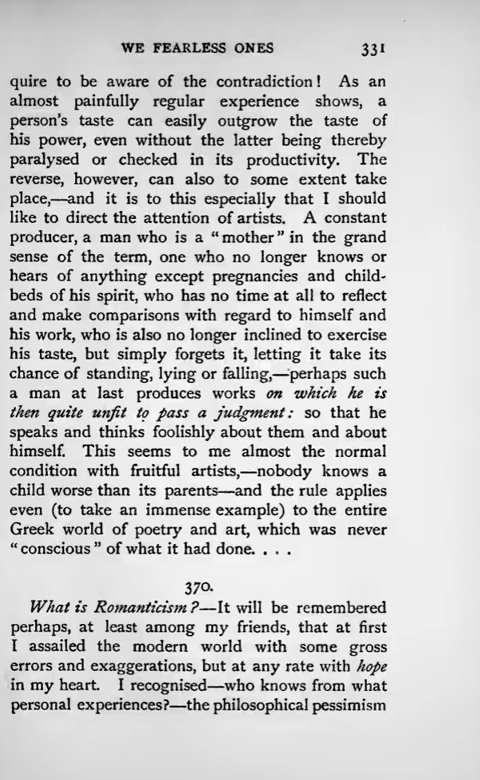 WE FEARLESS ONES 331
quire to be aware of the contradiction! As an
almost painfully regular experience shows, a
person's taste can easily outgrow the taste of
his power, even without the latter being thereby
paralysed or checked in its productivity. The
reverse, however, can also to some extent take
place,—and it is to this especially that I should
like to direct the attention of artists. A constant
producer, a man who is a "mother" in the grand
sense of the term, one who no longer knows or
hears of anything except pregnancies and child-
beds of his spirit, who has no time at all to reflect
and make comparisons with regard to himself and
his work, who is also no longer inclined to exercise
his taste, but simply forgets it, letting it take its
chance of standing, lying or falling,—perhaps such
a man at last produces works on which he is
then quite unfit to pass a judgment: so that he
speaks and thinks foolishly about them and about
himself. This seems to me almost the normal
condition with fruitful artists,—nobody knows a
child worse than its parents—and the rule applies
even (to take an immense example) to the entire
Greek world of poetry and art, which was never
"conscious" of what it had done. . . .
370.
What is Romanticism?—It will be remembered
perhaps, at least among my friends, that at first
I assailed the modern world with some gross
errors and exaggerations, but at any rate with hope
in my heart. I recognised—who knows from what
personal experiences?—the philosophical pessimism